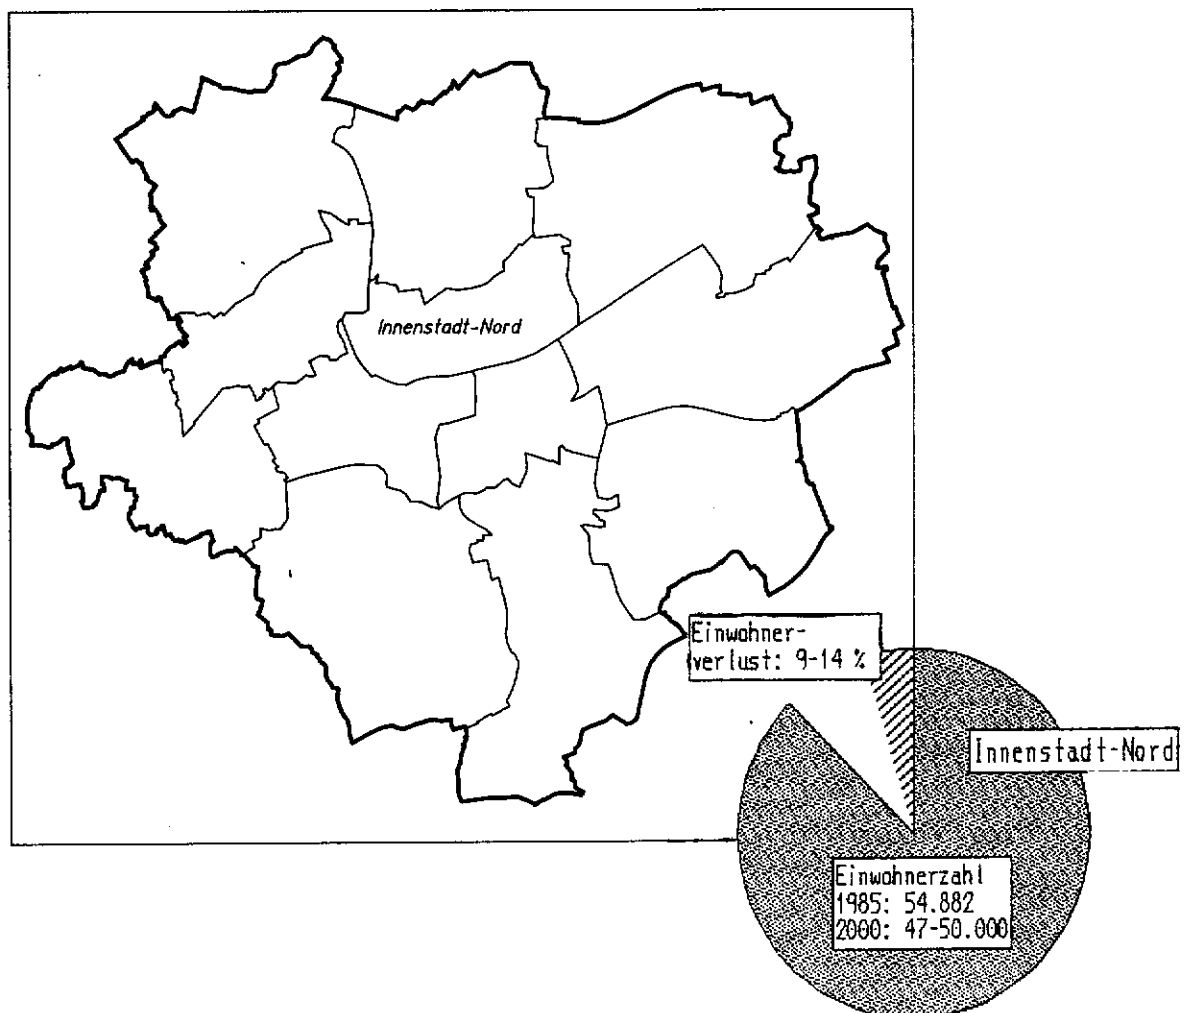 Innenstadt-Nord
Einwohner-
verlust: 9-14 %
Innenstadt-Nord
Einwohnerzahl
1985: 54.882
2000: 47-50.000